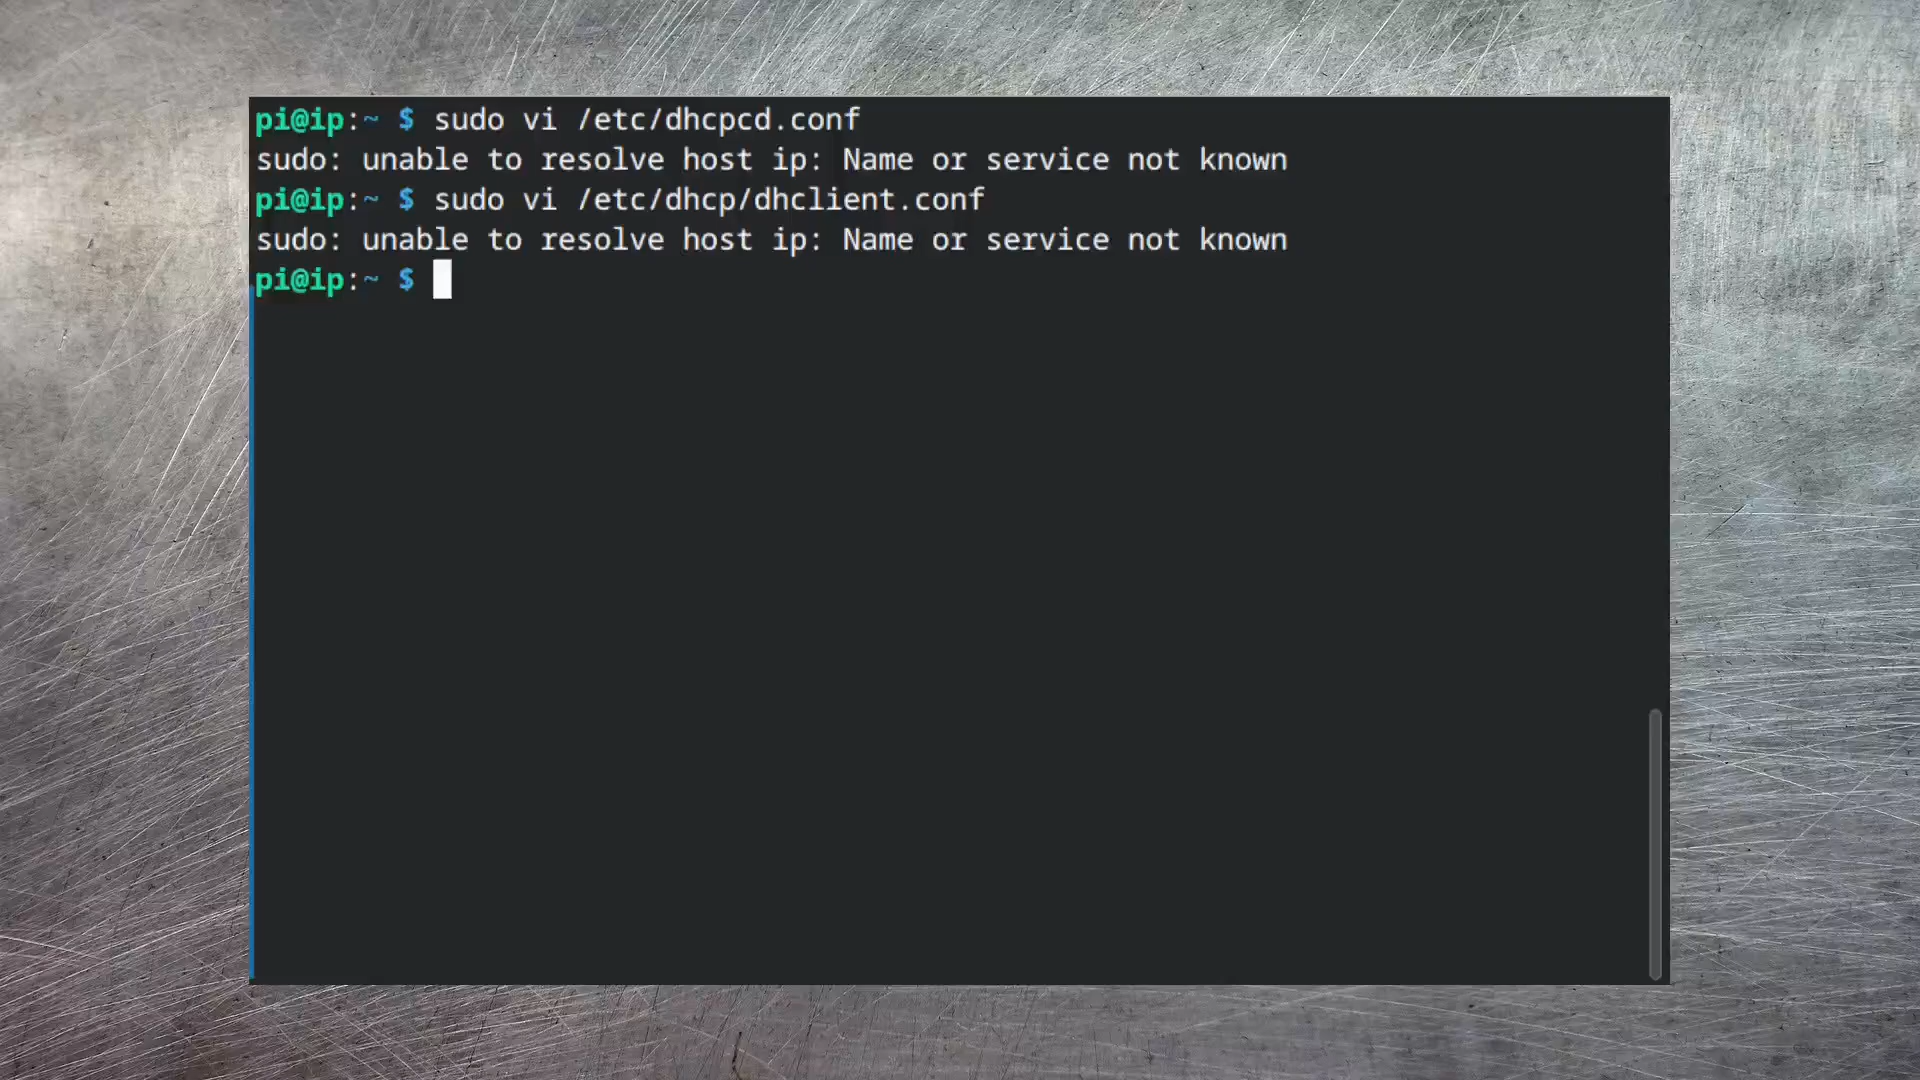 pi@ip:~ $ sudo vi /etc/dhcpcd.conf
sudo: unable to resolve host ip: Name or service not known
pi@ip:~ $ sudo vi /etc/dhcp/dhclient.conf
sudo: unable to resolve host ip: Name or service not known
pi@ip:~ $